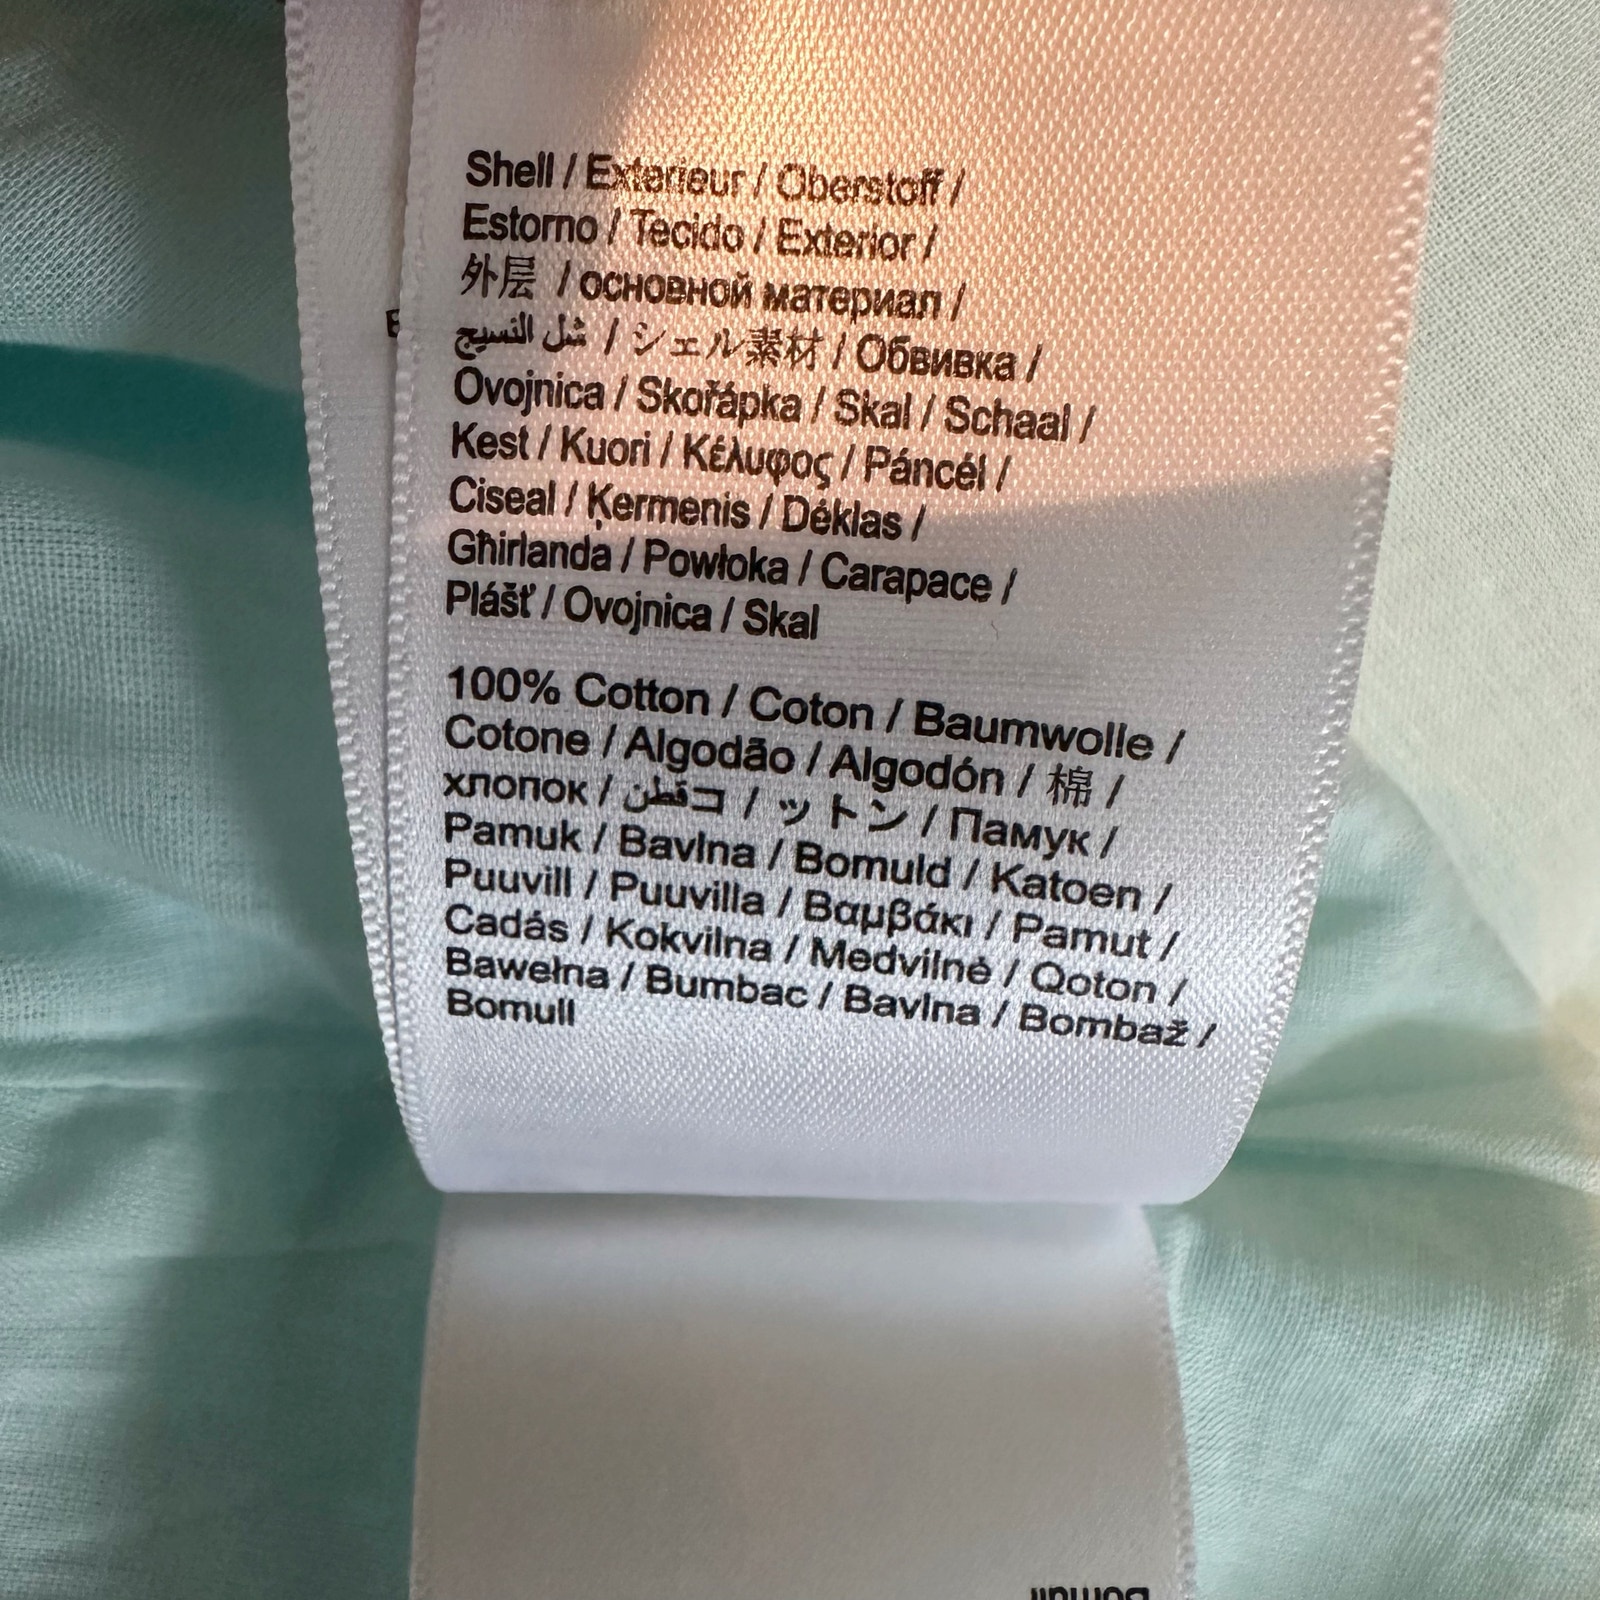 Shell / Exterieur / Oberstoff /
Estorno / Tecido / Exterior /
外层 / основной материал /
شل النسيج / シェル素材 / Обвивка /
Ovojnica / Skořápka / Skal / Schaal /
Kest / Kuori / Κέλυφος / Páncél /
Ciseal / Ķermenis / Déklas /
Għirlanda / Powłoka / Carapace /
Plášť / Ovojnica / Skal
100% Cotton / Coton / Baumwolle /
Cotone / Algodão / Algodón / 棉 /
хлопок / قطن コ / ットン / Памук /
Pamuk / Bavlna / Bomuld / Katoen /
Puuvill / Puuvilla / Βαμβάκι / Pamut /
Cadás / Kokvilna / Medvilnė / Qoton /
Bawełna / Bumbac / Bavlna / Bombaž /
Bomull
Bomull